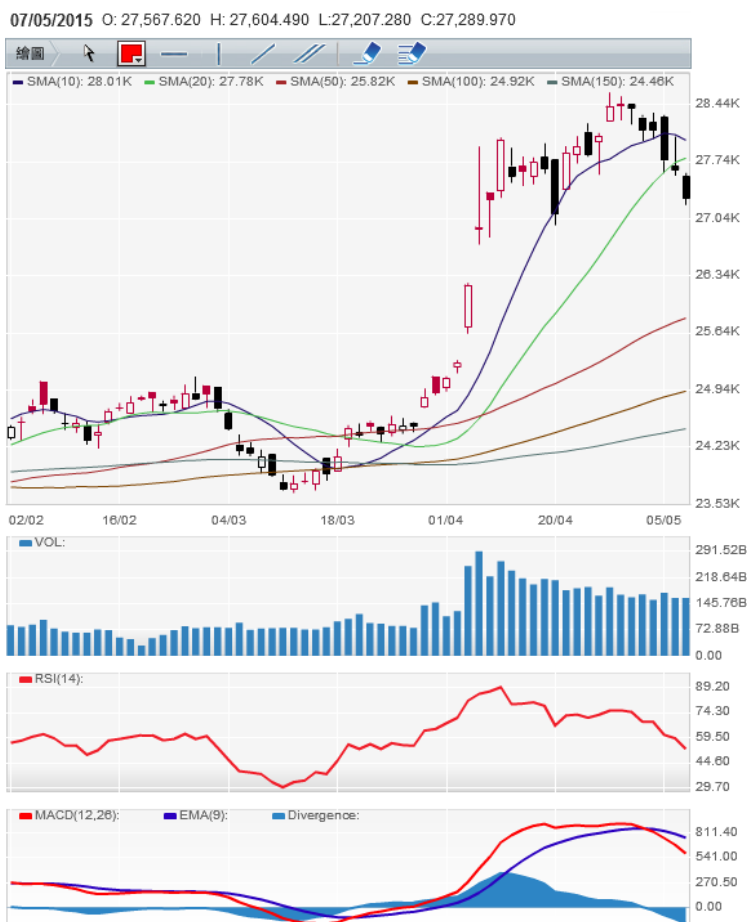 07/05/2015 O: 27,567.620 H: 27,604.490 L:27,207.280 C:27,289.970
繪圖
SMA(10): 28.01K SMA(20): 27.78K SMA(50): 25.82K SMA(100): 24.92K SMA(150): 24.46K
28.44K
27.74K
27.04K
26.34K
25.64K
24.94K
24.23K
23.53K
02/02 16/02 04/03 18/03 01/04 20/04 05/05
VOL:
291.52B
218.64B
145.76B
72.88B
0.00
RSI(14):
89.20
74.30
59.50
44.60
29.70
MACD(12,26): EMA(9): Divergence:
811.40
541.00
270.50
0.00